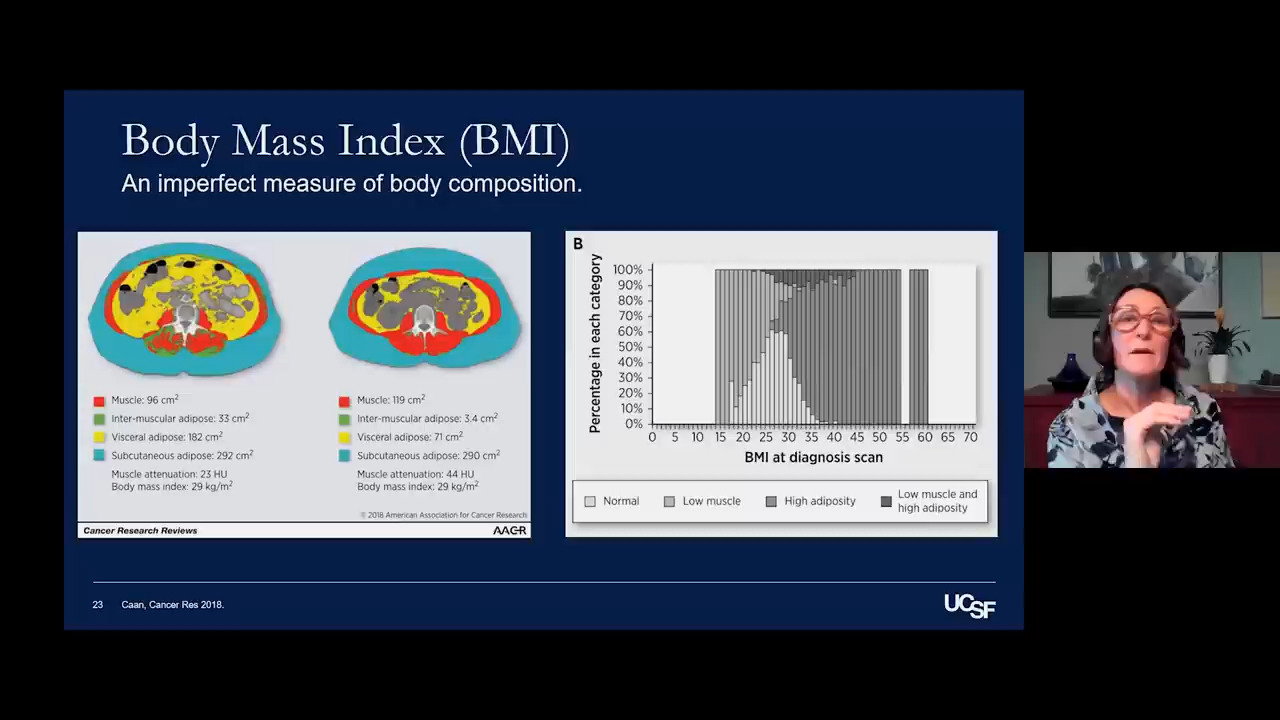 Body Mass Index (BMI)
An imperfect measure of body composition.
Muscle: 96 cm²
Inter-muscular adipose: 33 cm²
Visceral adipose: 182 cm²
Subcutaneous adipose: 292 cm²
Muscle attenuation: 23 HU
Body mass index: 29 kg/m²
Muscle: 119 cm²
Inter-muscular adipose: 3.4 cm²
Visceral adipose: 71 cm²
Subcutaneous adipose: 290 cm²
Muscle attenuation: 44 HU
Body mass index: 29 kg/m²
© 2018 American Association for Cancer Research
Cancer Research Reviews
AACR
B
Percentage in each category
100%
90%
80%
70%
60%
50%
40%
30%
20%
10%
0%
0 5 10 15 20 25 30 35 40 45 50 55 60 65 70
BMI at diagnosis scan
Normal
Low muscle
High adiposity
Low muscle and
high adiposity
23 Caan, Cancer Res 2018.
UCSF